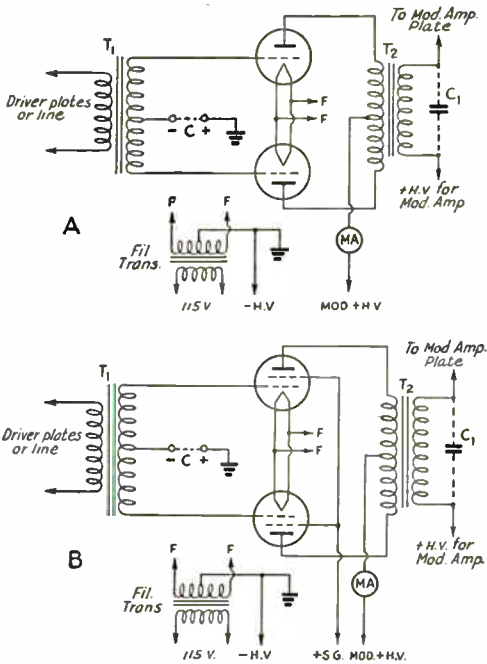 To Mod. Amp.
Plate
T1
T2
Driver plates
or line
- C +
F
F
C1
+H.V for
Mod. Amp
MA
A
F F
Fil
Trans.
115 V. -H.V MOD +H V
To Mod Amp.
Plate
T1
T2
Driver plates
or line
- C +
F
F
C1
+H.V. for
Mod. Amp.
MA
B
F F
Fil.
Trans
115 V. -H.V +S G. MOD.+H.V.